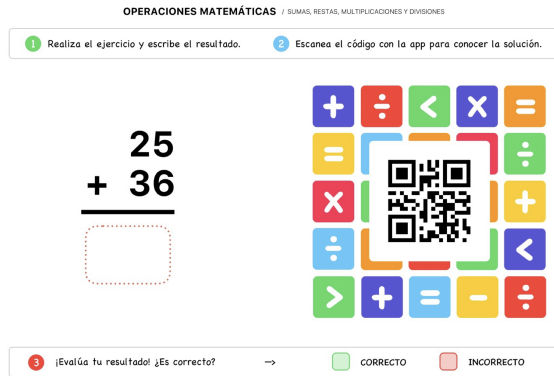 OPERACIONES MATEMÁTICAS / SUMAS, RESTAS, MULTIPLICACIONES Y DIVISIONES
1 Realiza el ejercicio y escribe el resultado. 2 Escanea el código con la app para conocer la solución.
25
+ 36
+ ÷ < × =
= ÷
× +
÷ <
> + = - ÷
3 ¡Evalúa tu resultado! ¿Es correcto? → CORRECTO INCORRECTO